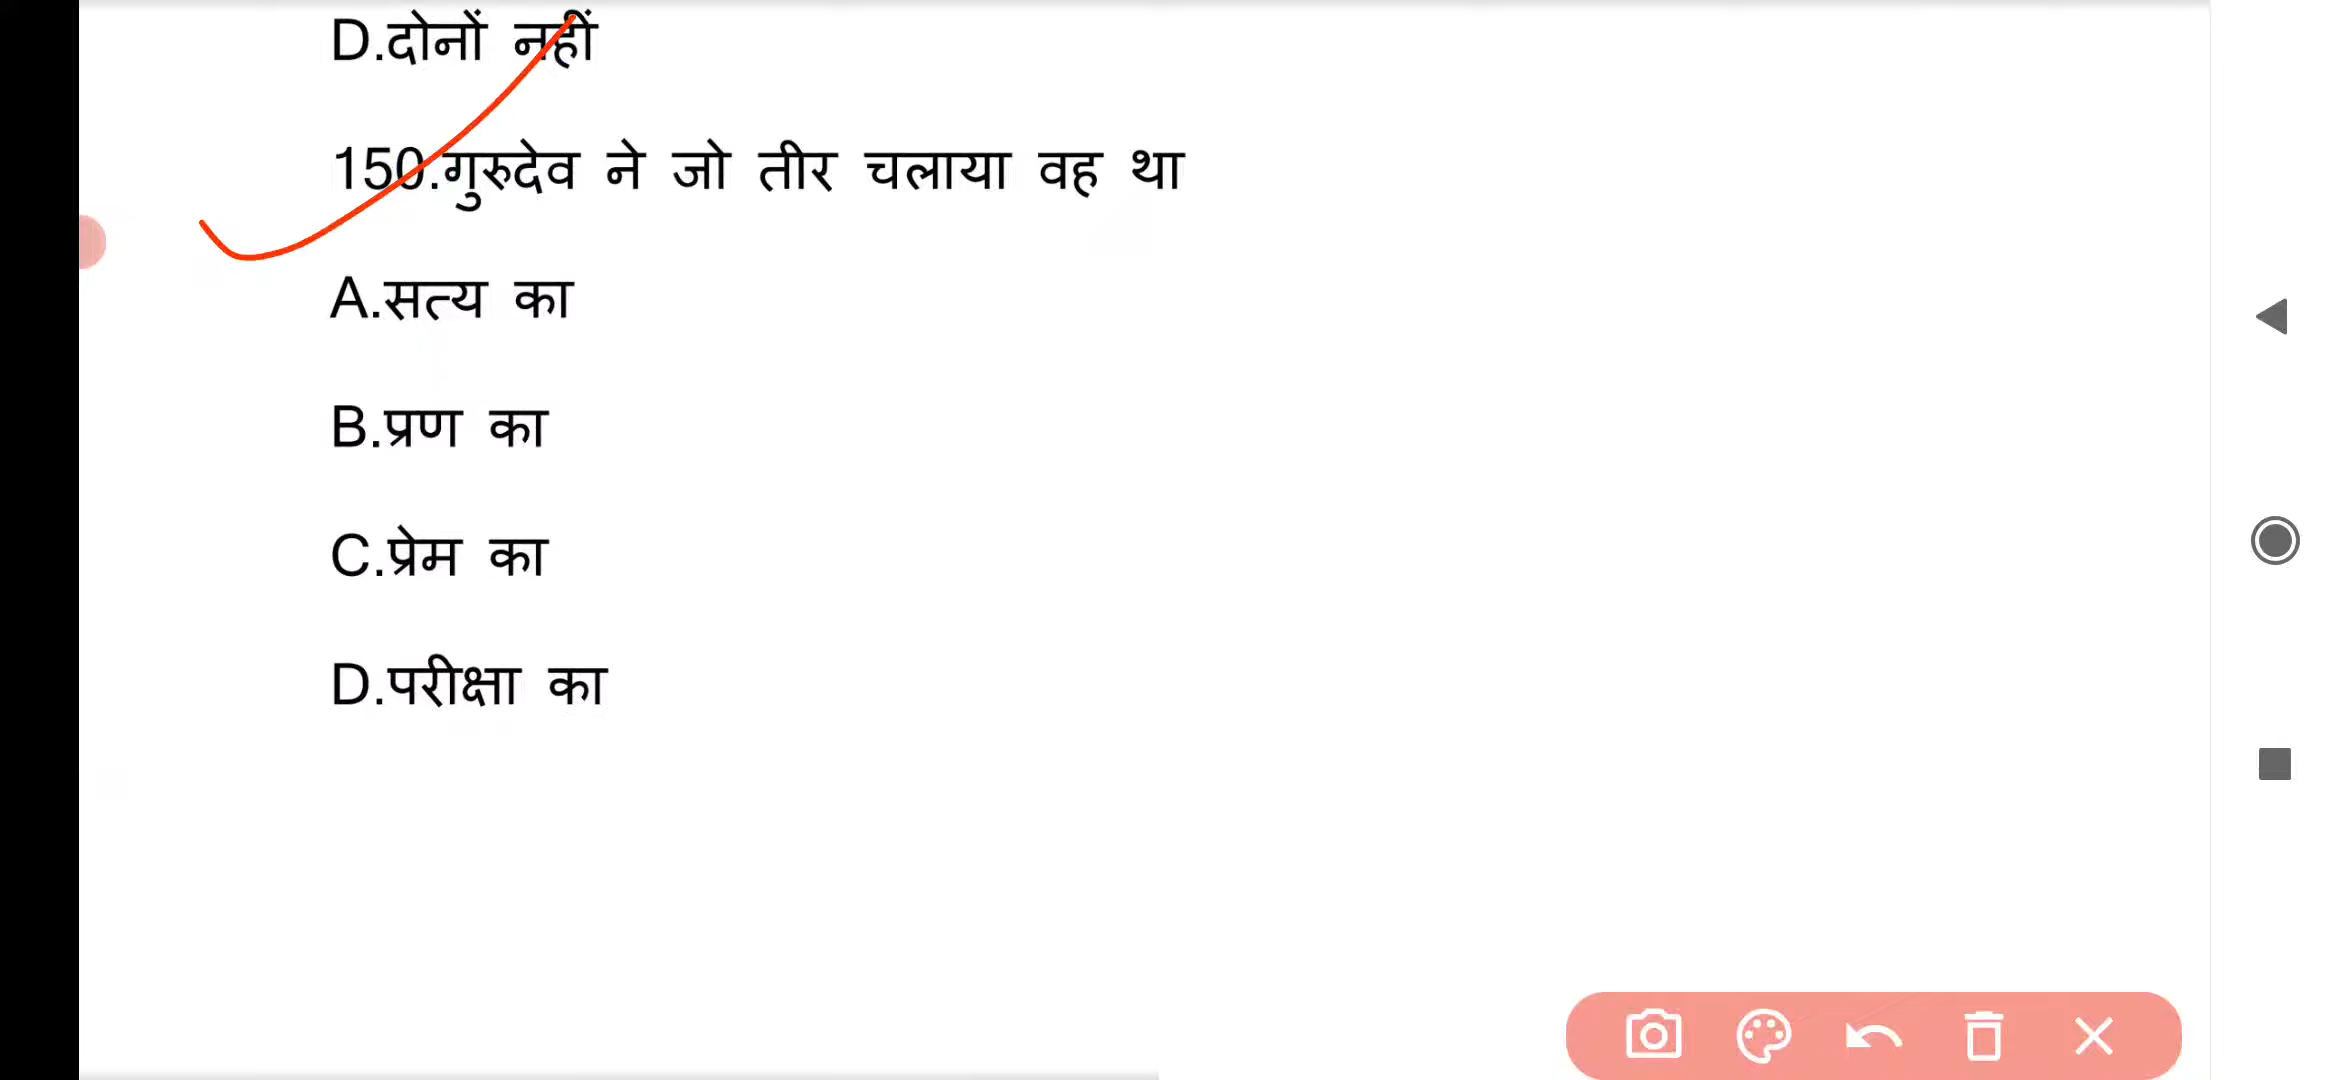 D.दोनों नहीं
150.गुरुदेव ने जो तीर चलाया वह था
A.सत्य का
B.प्रण का
C.प्रेम का
D.परीक्षा का